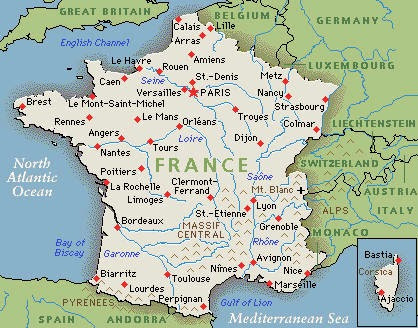 GREAT BRITAIN
BELGIUM
GERMANY
Calais
Lille
English Channel
Arras
Amiens
LUXEMBOURG
Le Havre
Rouen
St-Denis
Metz
Caen
Seine
Versailles
PARIS
Nancy
Brest
Le Mont-Saint-Michel
Strasbourg
Rennes
Le Mans
Orléans
Troyes
Colmar
LIECHTENSTEIN
Angers
Loire
Dijon
Nantes
Tours
FRANCE
SWITZERLAND
North
Atlantic
Ocean
Poitiers
Saône
La Rochelle
Clermont-
Ferrand
Mt. Blanc
AUSTRIA
Limoges
Lyon
ALPS
ITALY
St-Etienne
Bordeaux
MASSIF
CENTRAL
Grenoble
MONACO
Bay of
Biscay
Garonne
Rhône
Bastia
Avignon
Corsica
Biarritz
Toulouse
Nîmes
Nice
Lourdes
Marseille
Ajaccio
PYRENEES
Perpignan
Gulf of Lion
SPAIN
ANDORRA
Mediterranean Sea